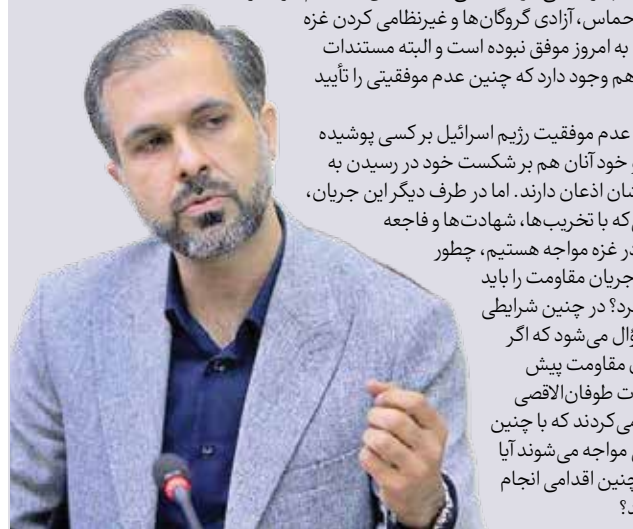 حماس، آزادی گروگان‌ها و غیرنظامی کردن غزه
به امروز موفق نبوده است و البته مستندات
هم وجود دارد که چنین عدم موفقیتی را تأیید
عدم موفقیت رژیم اسرائیل بر کسی پوشیده
خود آنان هم بر شکست خود در رسیدن به
اذعان دارند. اما در طرف دیگر این جریان،
که با تخریب‌ها، شهادت‌ها و فاجعه
در غزه مواجه هستیم، چطور
جریان مقاومت را باید
در چنین شرایطی
می‌شود که اگر
مقاومت پیش
طوفان‌الاقصی
می‌کردند که با چنین
مواجه می‌شوند آیا
چنین اقدامی انجام